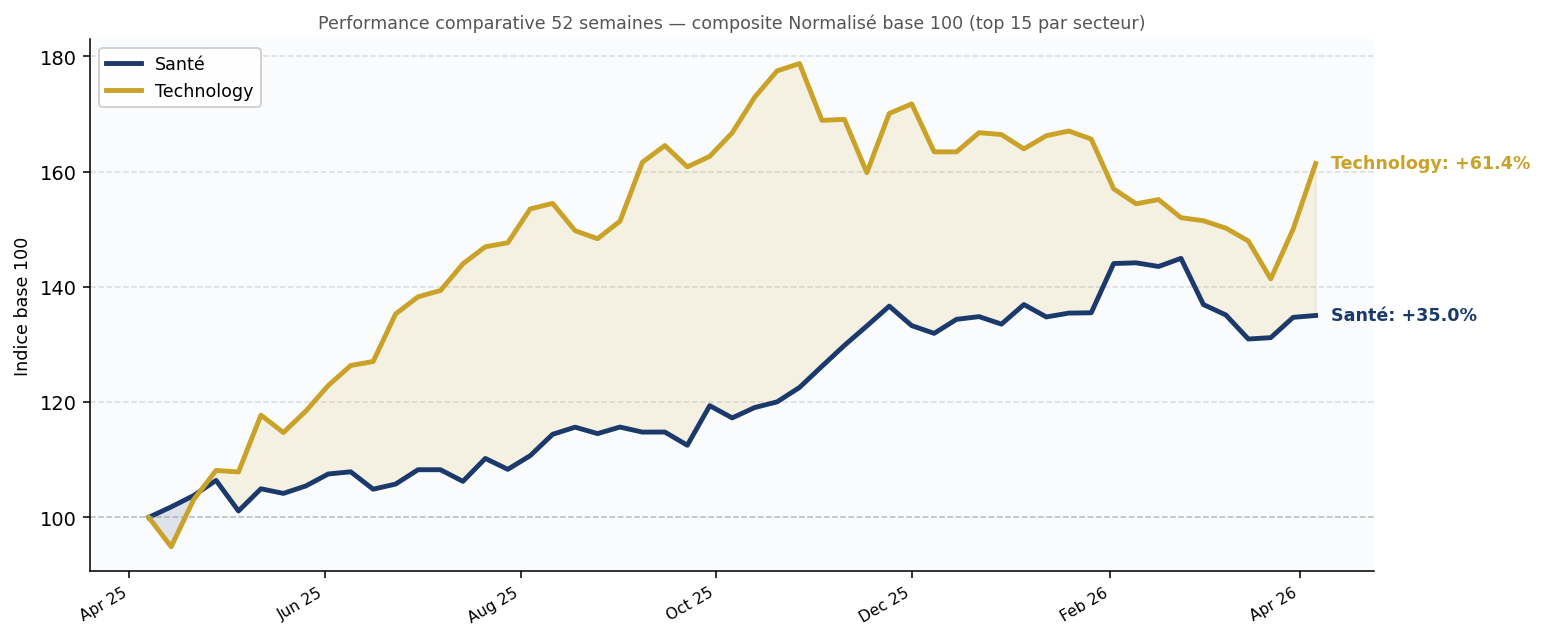 Performance comparative 52 semaines — composite Normalisé base 100 (top 15 par secteur)
Santé
Technology
Indice base 100
180
160
140
120
100
Technology: +61.4%
Santé: +35.0%
Apr 25
Jun 25
Aug 25
Oct 25
Dec 25
Feb 26
Apr 26